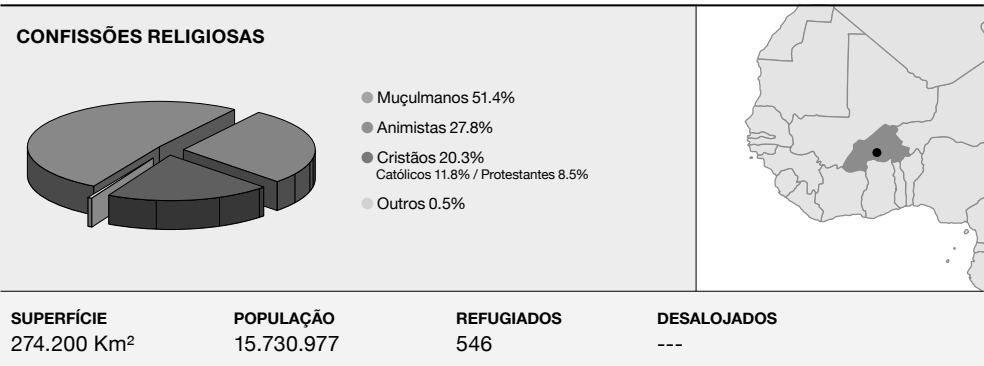 CONFISSÕES RELIGIOSAS
Muçulmanos 51.4%
Animistas 27.8%
Cristãos 20.3%
Católicos 11.8% / Protestantes 8.5%
Outros 0.5%
SUPERFÍCIE
274.200 Km²
POPULAÇÃO
15.730.977
REFUGIADOS
546
DESALOJADOS
---